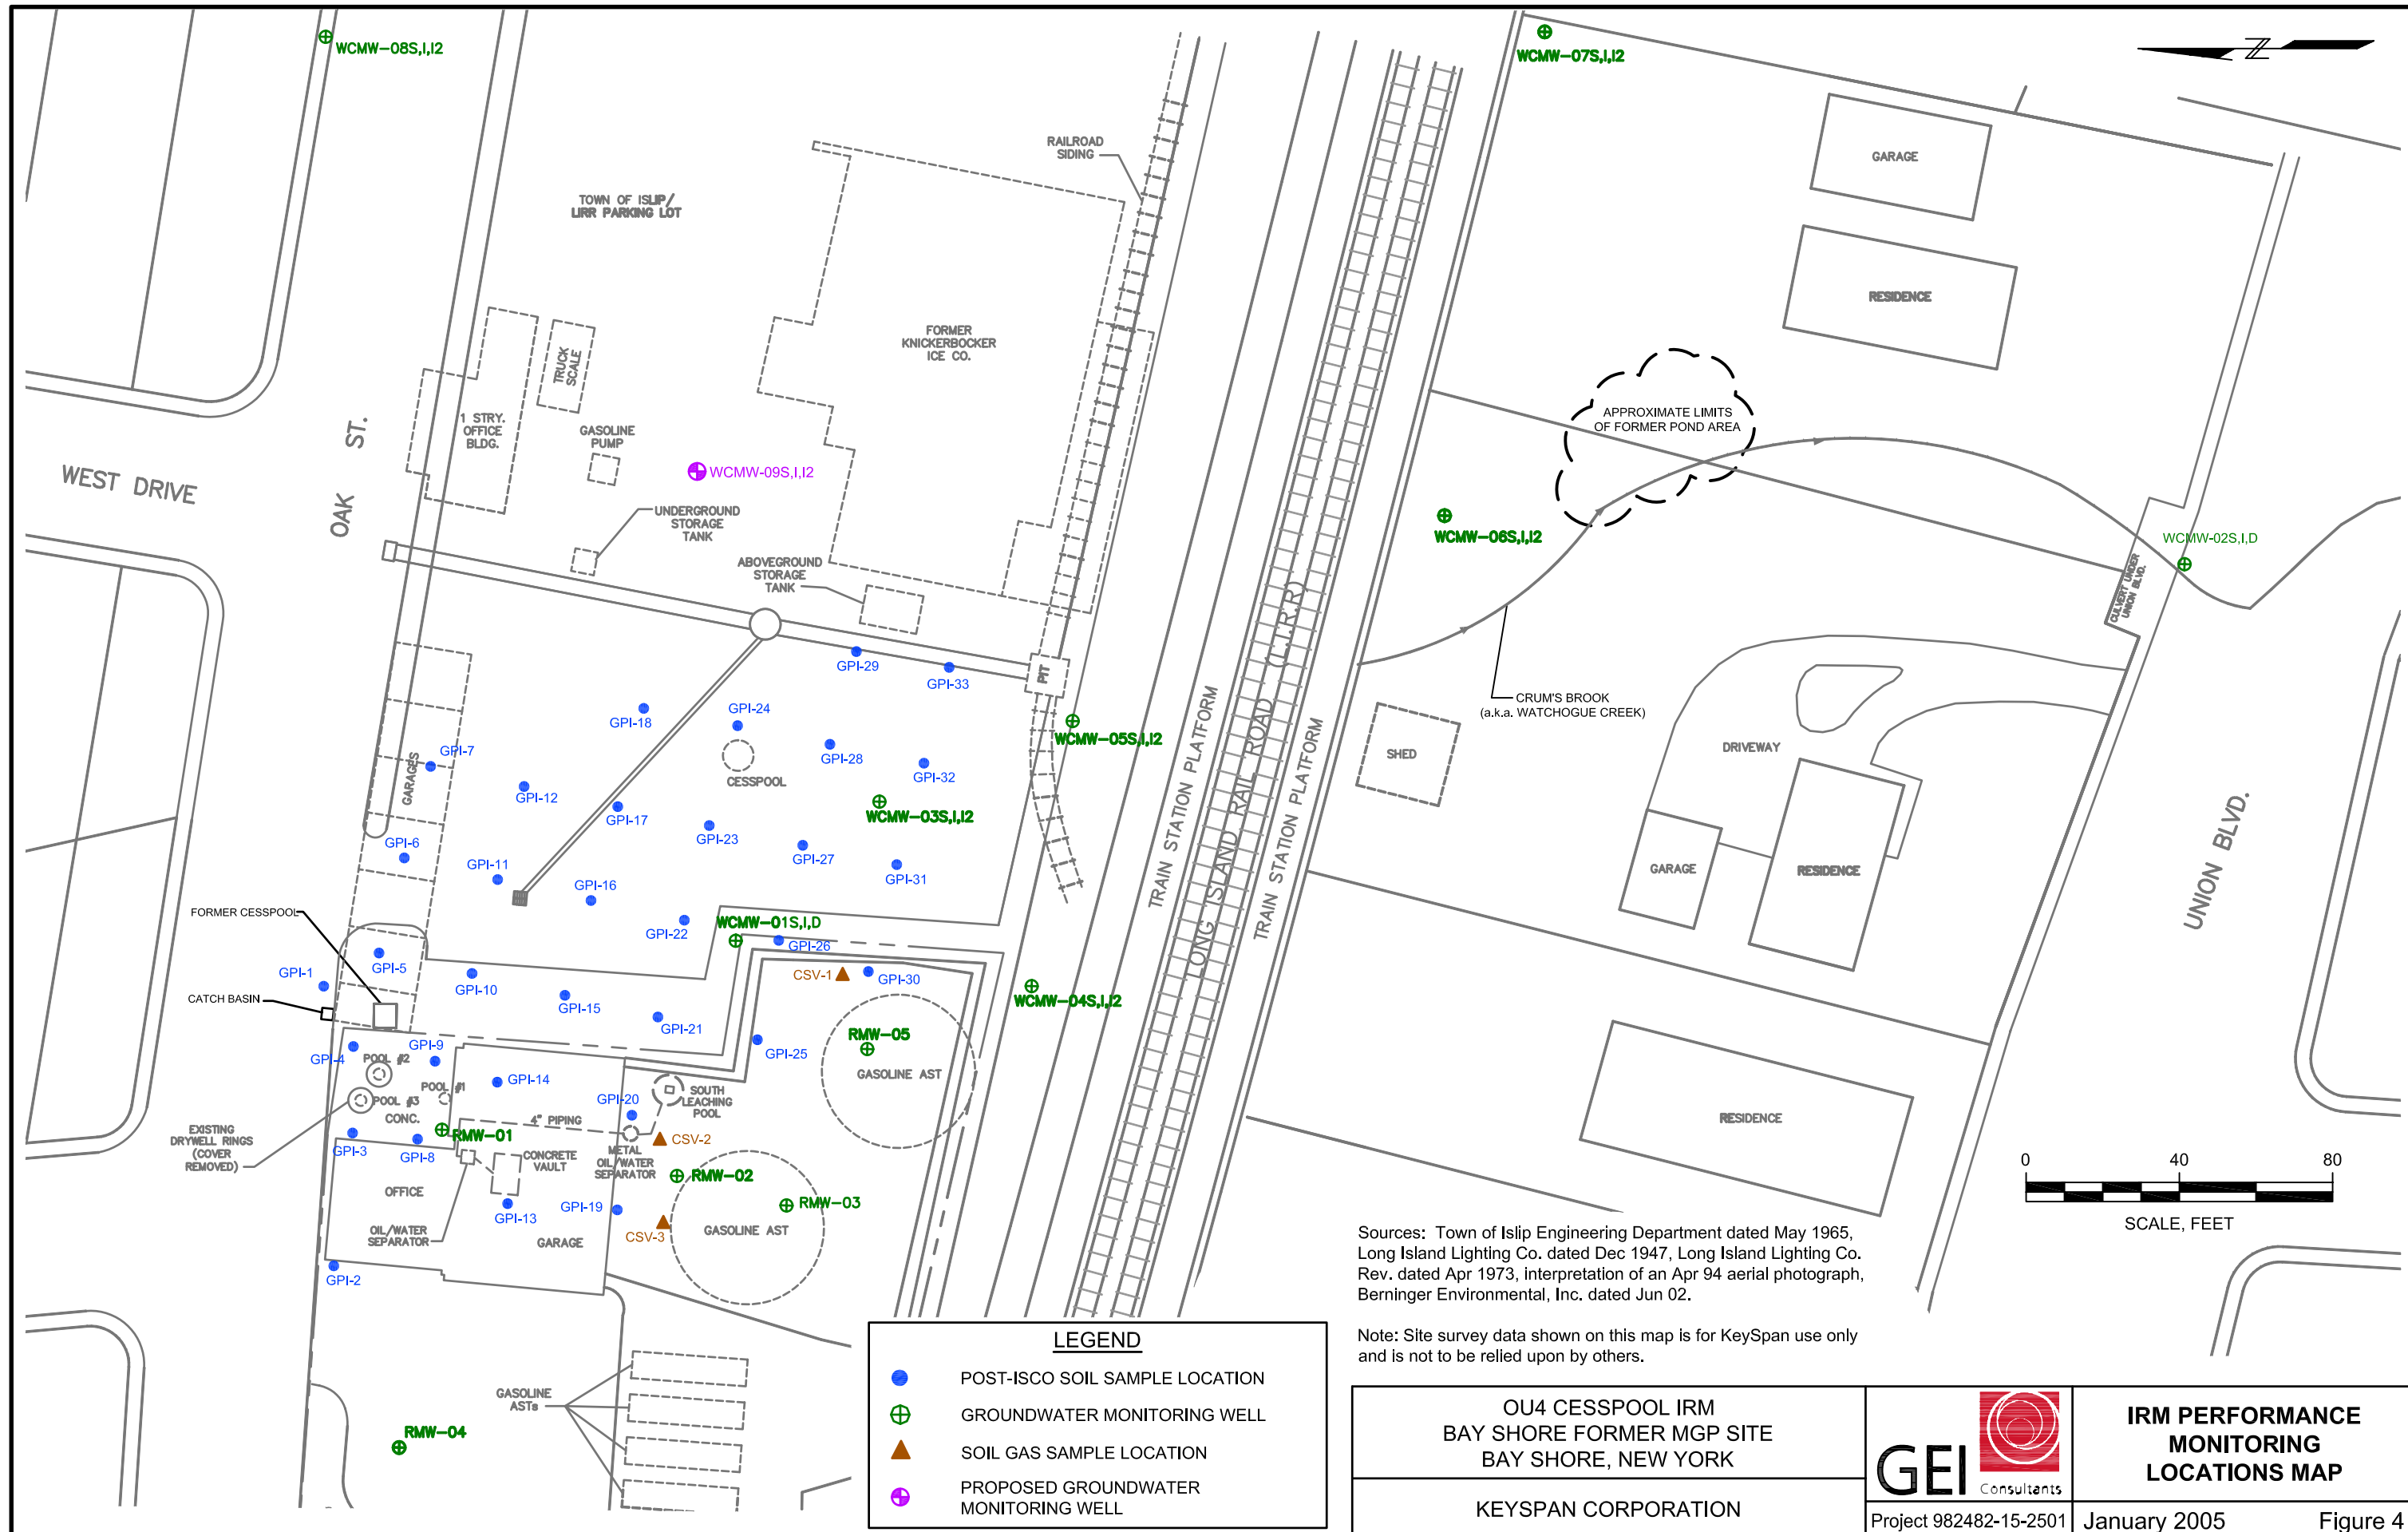 WCMW-08S,I,I2
WCMW-07S,I,I2
Z
RAILROAD
SIDING
GARAGE
TOWN OF ISLIP/
LIRR PARKING LOT
RESIDENCE
FORMER
KNICKERBOCKER
ICE CO.
TRUCK
SCALE
1 STRY.
OFFICE
BLDG.
GASOLINE
PUMP
APPROXIMATE LIMITS
OF FORMER POND AREA
WEST DRIVE
OAK ST.
WCMW-09S,I,I2
UNDERGROUND
STORAGE
TANK
WCMW-06S,I,I2
WCMW-02S,I,D
CULVERT UNDER
UNION BLVD.
ABOVEGROUND
STORAGE
TANK
GPI-29
GPI-33
PIT
CRUM'S BROOK
(a.k.a. WATCHOGUE CREEK)
GPI-18
GPI-24
WCMW-05S,I,I2
GPI-7
GPI-28
SHED
DRIVEWAY
GARAGES
CESSPOOL
GPI-32
GPI-12
TRAIN STATION PLATFORM
LONG ISLAND RAIL ROAD (L.I.R.R)
TRAIN STATION PLATFORM
UNION BLVD.
GPI-17
WCMW-03S,I,I2
GPI-6
GPI-23
GPI-27
GPI-11
GPI-31
GARAGE
RESIDENCE
GPI-16
FORMER CESSPOOL
WCMW-01S,I,D
GPI-22
GPI-26
GPI-1
GPI-5
CSV-1
GPI-30
GPI-10
CATCH BASIN
GPI-15
WCMW-04S,I,I2
GPI-21
RMW-05
GPI-9
GPI-4
POOL #2
GPI-25
GPI-14
GASOLINE AST
POOL #1
SOUTH
LEACHING
POOL
POOL #3
GPI-20
CONC.
4" PIPING
RESIDENCE
EXISTING
DRYWELL RINGS
(COVER
REMOVED)
RMW-01
CSV-2
GPI-3
GPI-8
CONCRETE
VAULT
METAL
OIL/WATER
SEPARATOR
RMW-02
0 40 80
SCALE, FEET
OFFICE
RMW-03
GPI-13
GPI-19
OIL/WATER
SEPARATOR
GARAGE
CSV-3
GASOLINE AST
GPI-2
Sources: Town of Islip Engineering Department dated May 1965,
Long Island Lighting Co. dated Dec 1947, Long Island Lighting Co.
Rev. dated Apr 1973, interpretation of an Apr 94 aerial photograph,
Berninger Environmental, Inc. dated Jun 02.
Note: Site survey data shown on this map is for KeySpan use only
and is not to be relied upon by others.
GASOLINE
ASTs
RMW-04
LEGEND
POST-ISCO SOIL SAMPLE LOCATION
GROUNDWATER MONITORING WELL
SOIL GAS SAMPLE LOCATION
PROPOSED GROUNDWATER
MONITORING WELL
OU4 CESSPOOL IRM
BAY SHORE FORMER MGP SITE
BAY SHORE, NEW YORK
KEYSPAN CORPORATION
GEI Consultants
Project 982482-15-2501
IRM PERFORMANCE
MONITORING
LOCATIONS MAP
January 2005 Figure 4